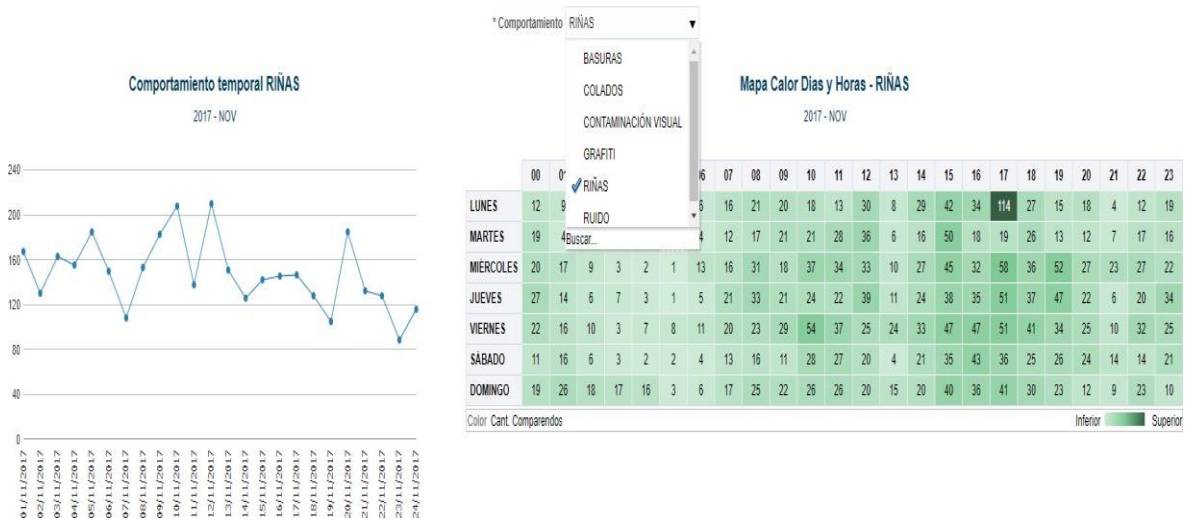 * Comportamiento RIÑAS
BASURAS
COLADOS
CONTAMINACIÓN VISUAL
GRAFITI
RIÑAS
RUIDO
Buscar...
Comportamiento temporal RIÑAS
2017 - NOV
240
200
160
120
80
40
0
01/11/2017
02/11/2017
03/11/2017
04/11/2017
05/11/2017
06/11/2017
07/11/2017
08/11/2017
09/11/2017
10/11/2017
11/11/2017
12/11/2017
13/11/2017
14/11/2017
15/11/2017
16/11/2017
17/11/2017
18/11/2017
19/11/2017
20/11/2017
21/11/2017
22/11/2017
23/11/2017
24/11/2017
Mapa Calor Dias y Horas - RIÑAS
2017 - NOV
00 07 08 09 10 11 12 13 14 15 16 17 18 19 20 21 22 23
LUNES 12 9 6 16 21 20 18 13 30 8 29 42 34 114 27 15 18 4 12 19
MARTES 19 4 4 12 17 21 21 28 36 6 16 50 18 19 26 13 12 7 17 16
MIÉRCOLES 20 17 9 3 2 1 13 16 31 18 37 34 33 10 27 45 32 58 36 52 27 23 27 22
JUEVES 27 14 6 7 3 1 5 21 33 21 24 22 39 11 24 38 35 51 37 47 22 6 20 34
VIERNES 22 16 10 3 7 8 11 20 23 29 54 37 25 24 33 47 47 51 41 34 25 10 32 25
SÁBADO 11 16 6 3 2 2 4 13 16 11 28 27 20 4 21 35 43 36 25 26 24 14 14 21
DOMINGO 19 26 18 17 16 3 6 17 25 22 26 26 20 15 20 40 36 41 30 23 12 9 23 10
Color Cant. Comparendos
Inferior Superior